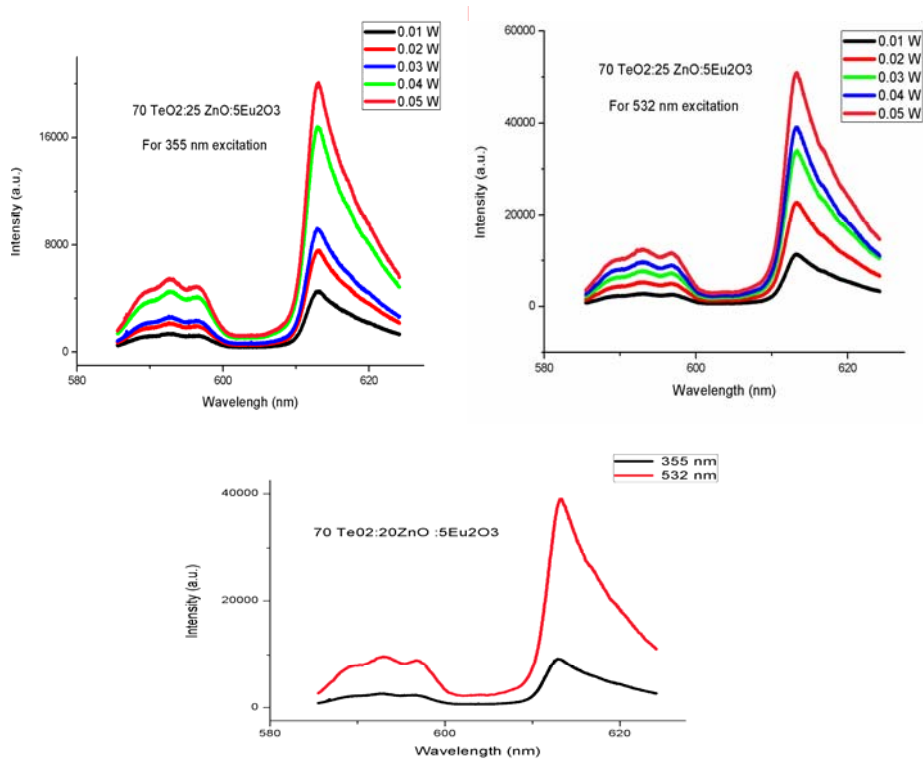 0.01 W
0.02 W
0.03 W
0.04 W
0.05 W
70 TeO2:25 ZnO:5Eu2O3
For 355 nm excitation
16000
8000
0
Intensity (a.u.)
580
600
620
Wavelength (nm)
0.01 W
0.02 W
0.03 W
0.04 W
0.05 W
60000
70 TeO2:25 ZnO:5Eu2O3
For 532 nm excitation
40000
20000
0
Intensity (a.u.)
580
600
620
Wavelength (nm)
355 nm
532 nm
40000
70 Te02:20ZnO :5Eu2O3
20000
0
Intensity (a.u.)
580
600
620
Wavelength (nm)